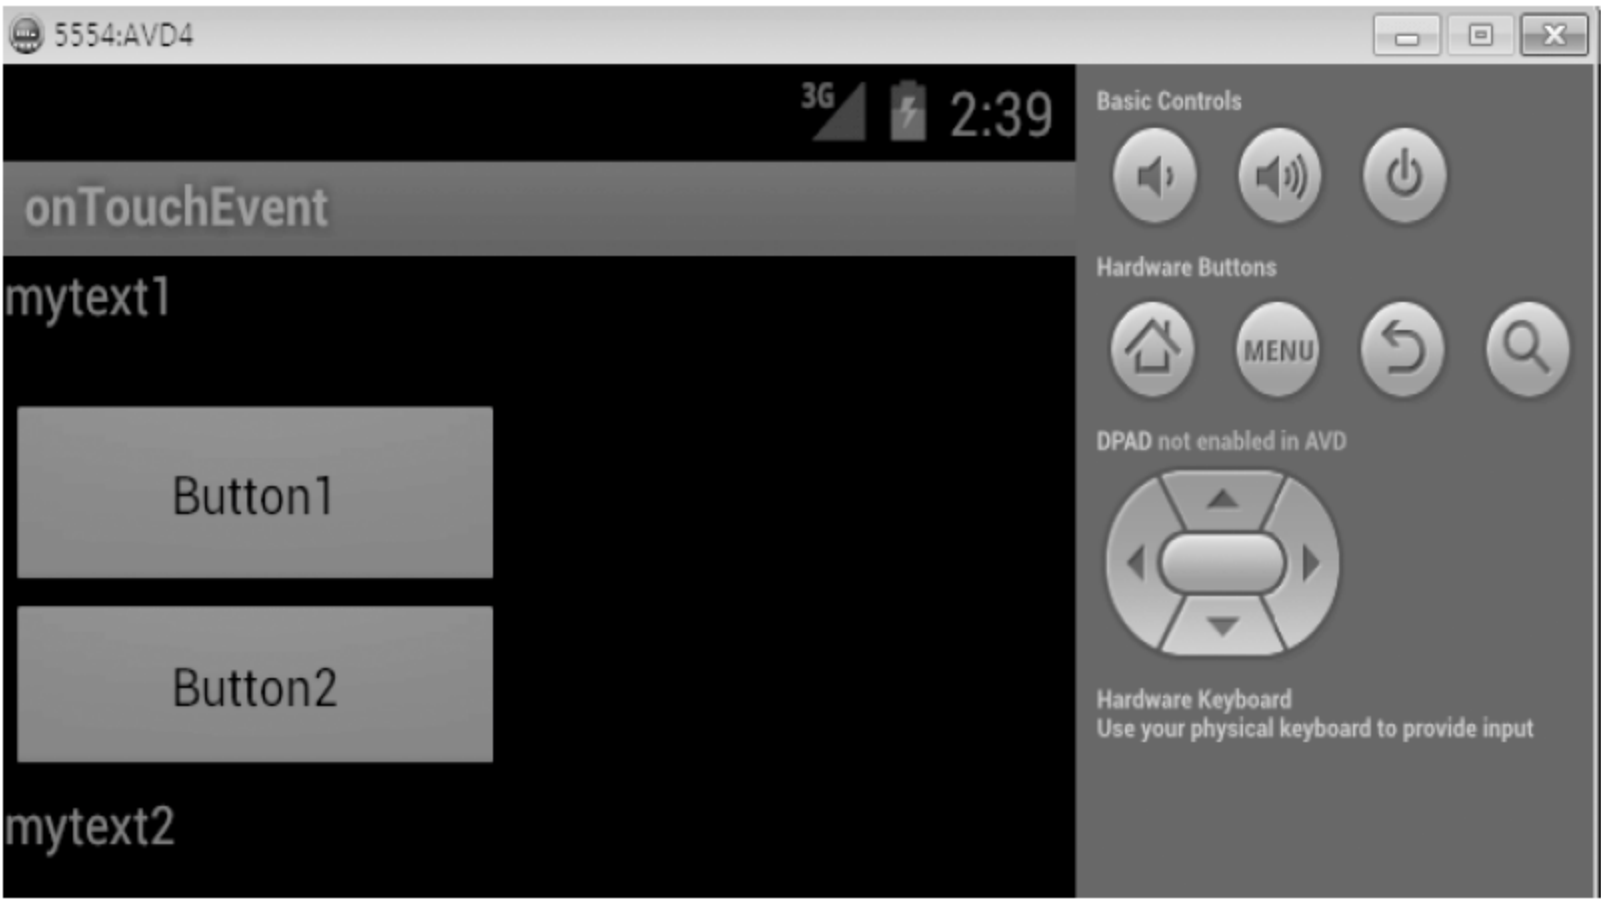 5554:AVD4
3G 2:39
onTouchEvent
mytext1
Button1
Button2
mytext2
Basic Controls
Hardware Buttons
MENU
DPAD not enabled in AVD
Hardware Keyboard
Use your physical keyboard to provide input